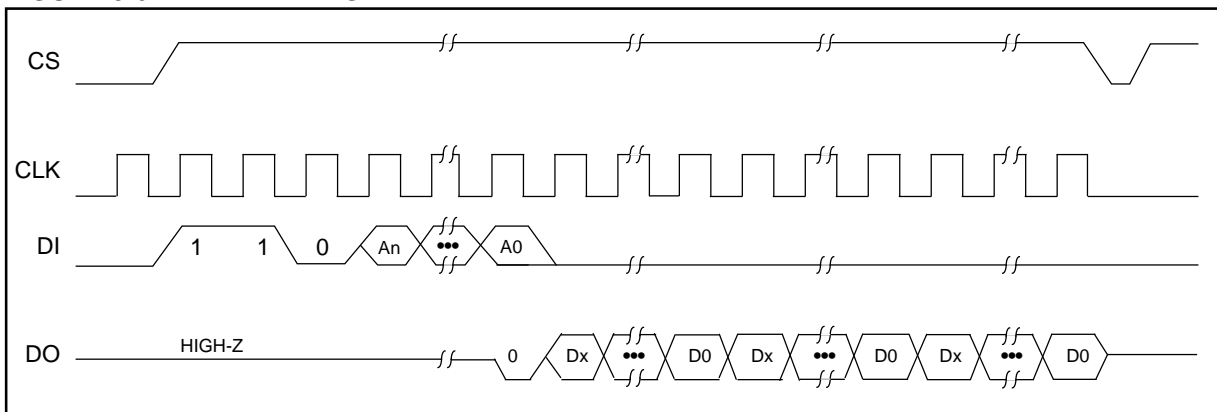 CS
CLK
DI
1 1 0 An ••• A0
DO
HIGH-Z
0 Dx ••• D0 Dx ••• D0 Dx ••• D0